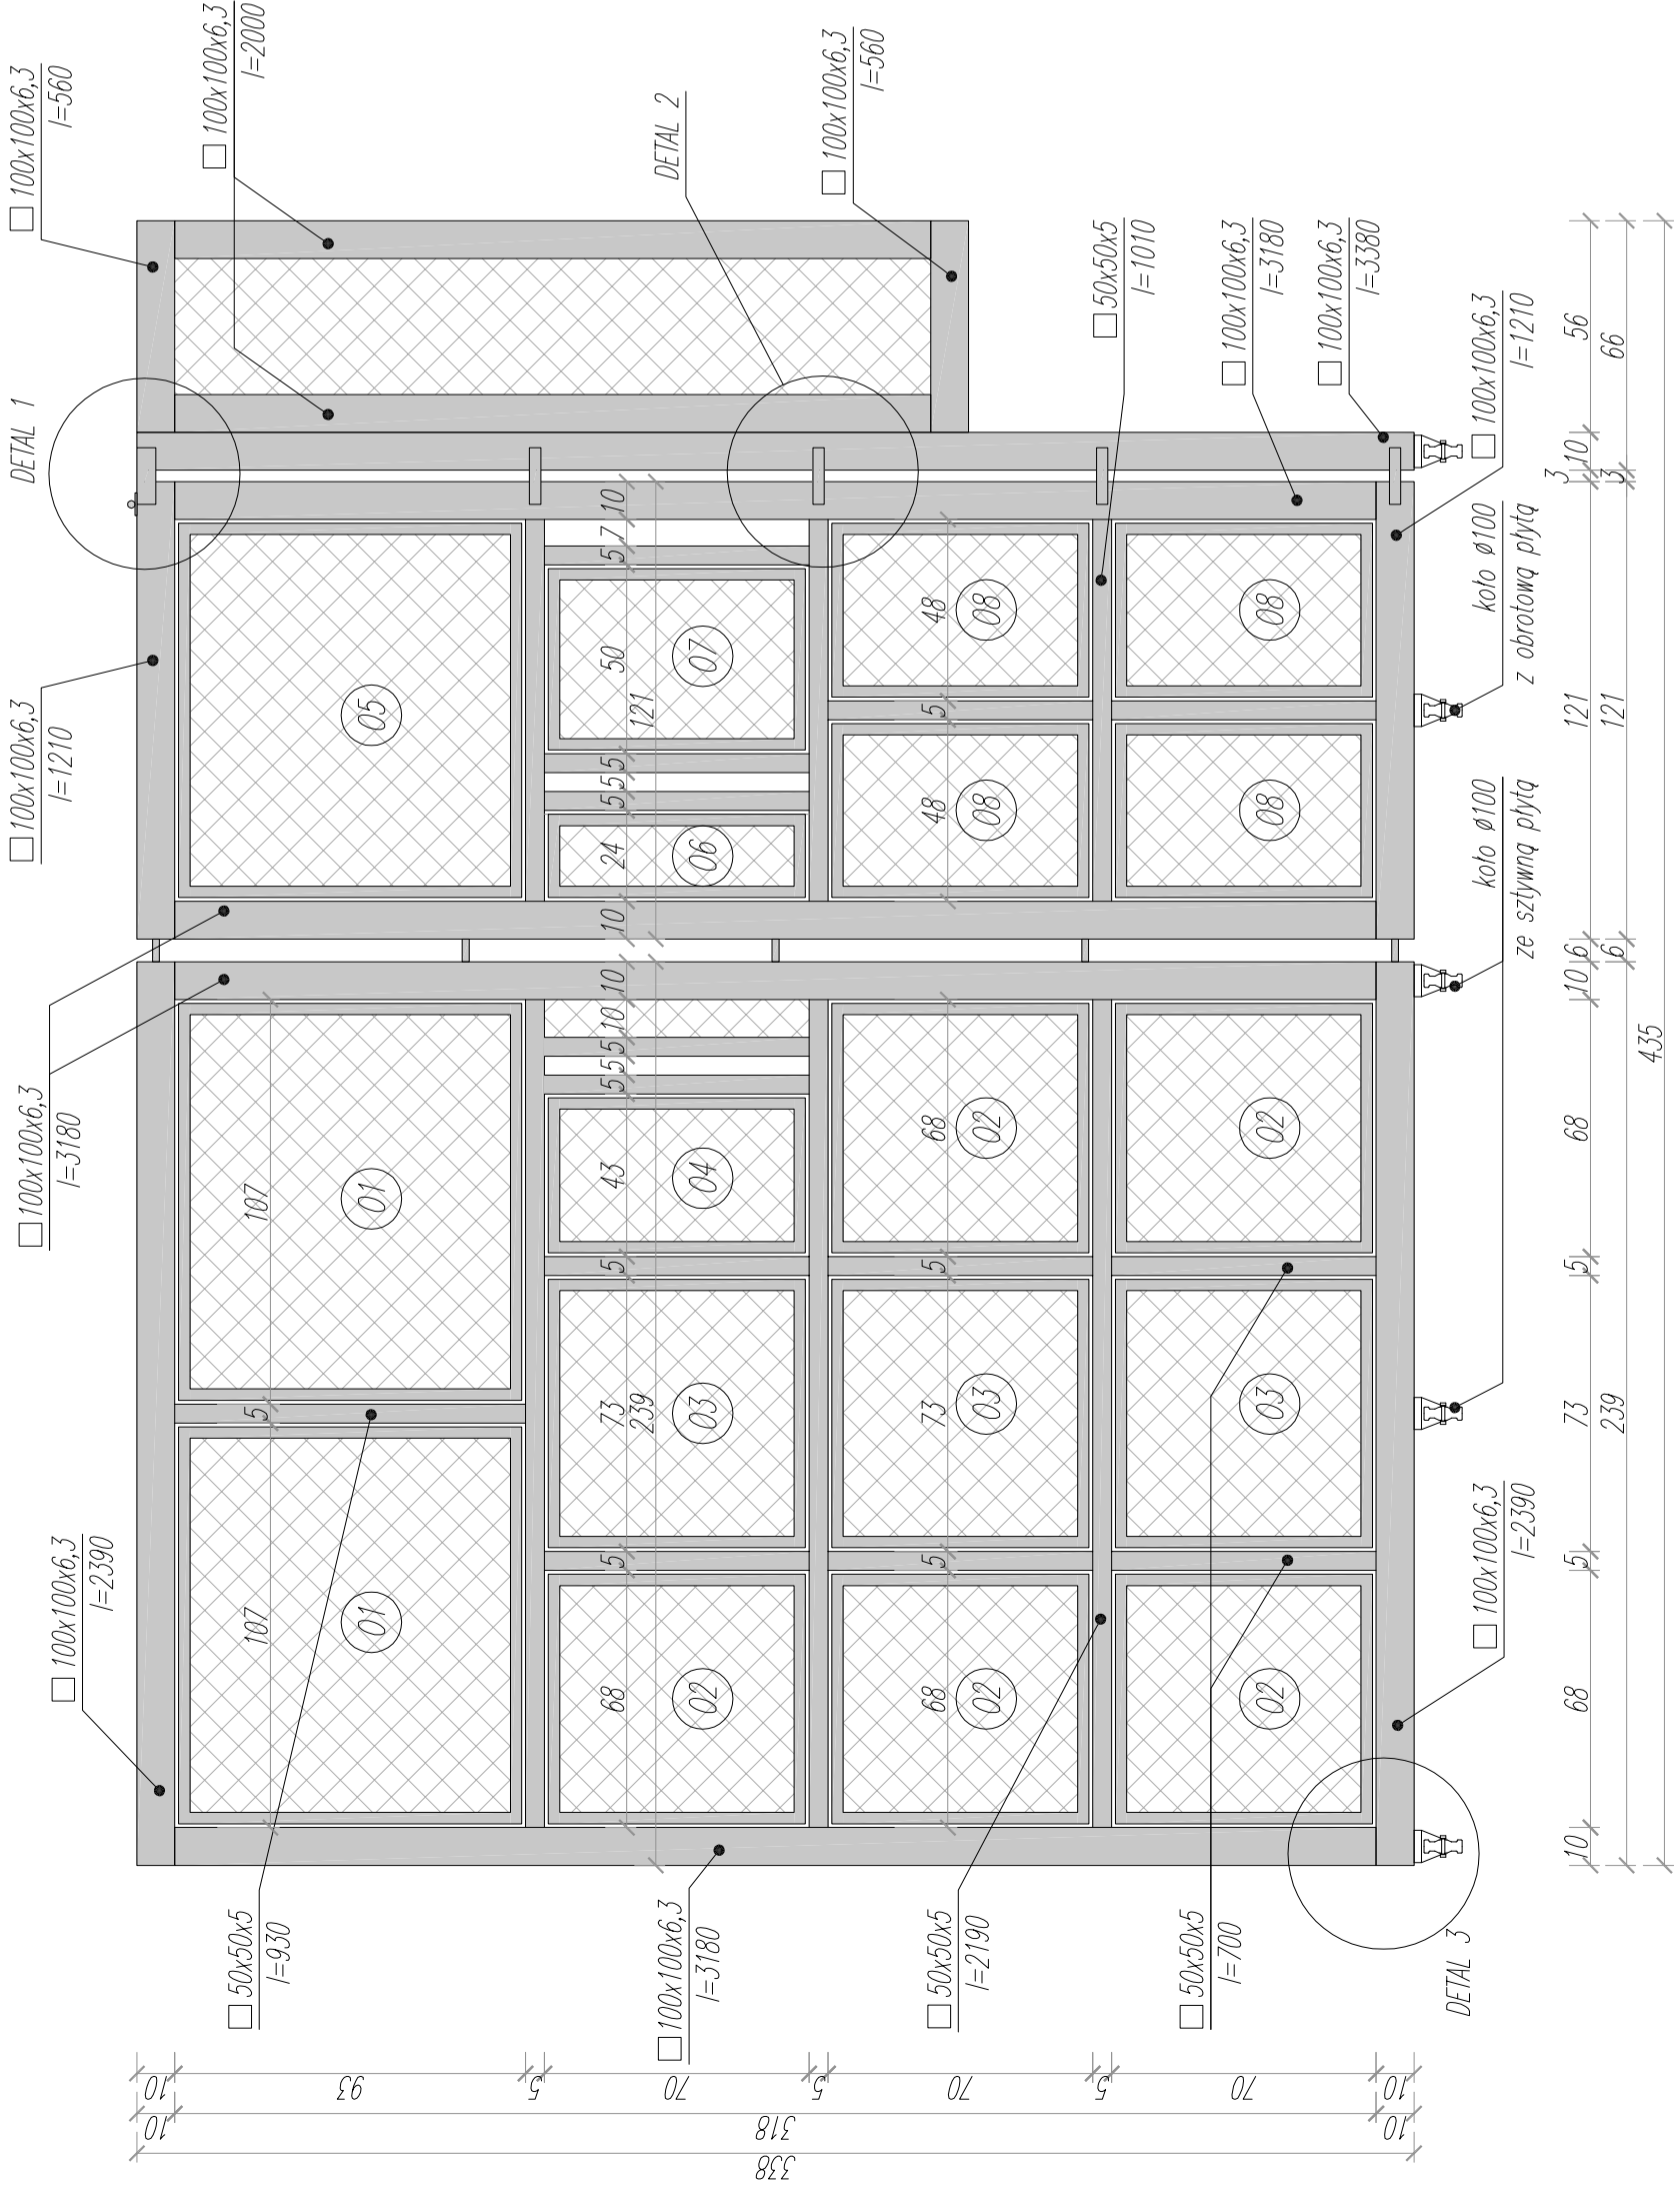 DETAL 1
□ 100x100x6,3
l=560
□ 100x100x6,3
l=2000
DETAL 2
□ 100x100x6,3
l=560
□ 50x50x5
l=1010
□ 100x100x6,3
l=3180
□ 100x100x6,3
l=3380
□ 100x100x6,3
l=1210
koło ø100
z obrotową płytą
koło ø100
ze sztywną płytą
□ 100x100x6,3
l=1210
□ 100x100x6,3
l=3180
□ 100x100x6,3
l=2390
□ 50x50x5
l=930
□ 100x100x6,3
l=3180
□ 50x50x5
l=2190
□ 50x50x5
l=700
DETAL 3
□ 100x100x6,3
l=2390
107 5 107
01 01
05
10 24 5 5 5 50 5 7 10
121
06 07
68 5 73 5 43 5 5 5 10 10
239
02 03 04
68 5 73 5 68
02 03 02
48 5 48
08 08
02 03 02
08 08
10 68 5 73 5 68 10 6 121 3 10 56
239 6 121 3 66
435
10 93 5 70 5 70 5 70 10
10 318 10
338